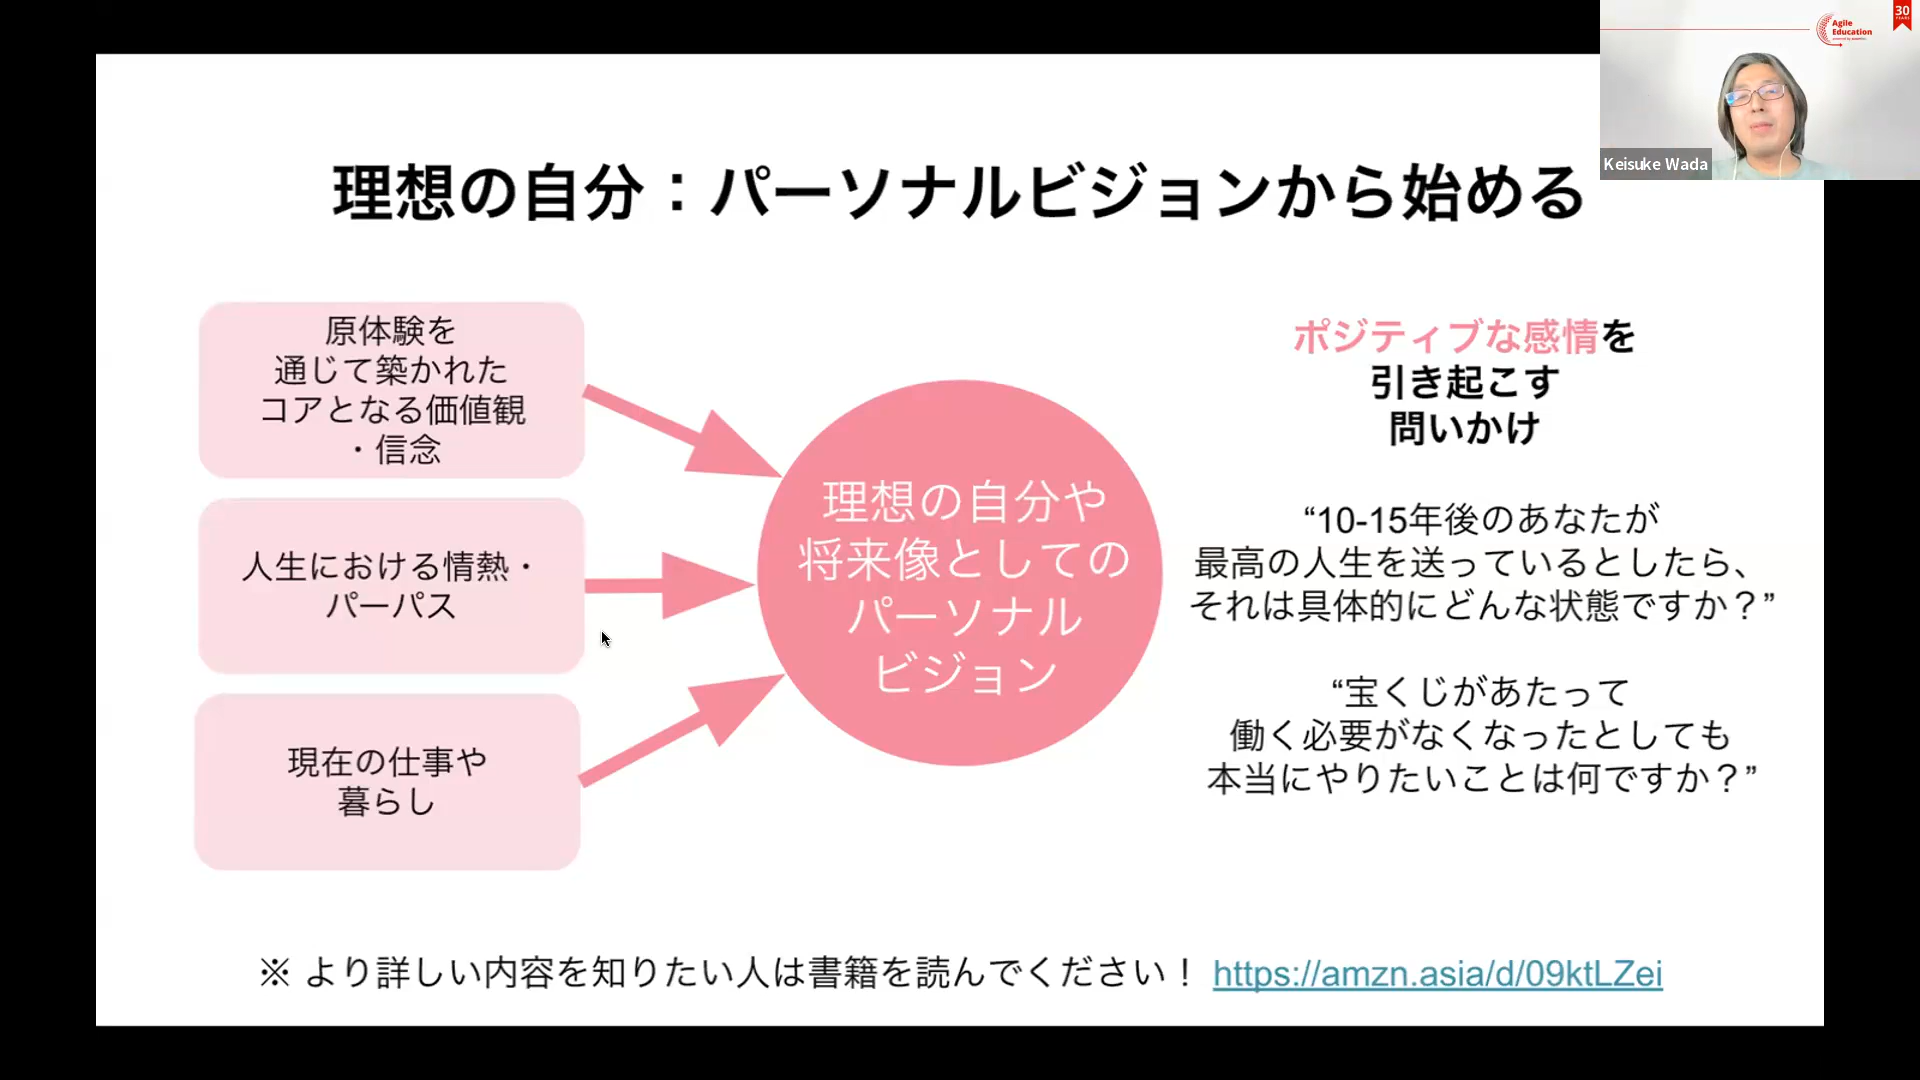 理想の自分：パーソナルビジョンから始める
原体験を
通じて築かれた
コアとなる価値観
・信念
人生における情熱・
パーパス
現在の仕事や
暮らし
理想の自分や
将来像としての
パーソナル
ビジョン
ポジティブな感情を
引き起こす
問いかけ
“10-15年後のあなたが
最高の人生を送っているとしたら、
それは具体的にどんな状態ですか？”
“宝くじがあたって
働く必要がなくなったとしても
本当にやりたいことは何ですか？”
※ より詳しい内容を知りたい人は書籍を読んでください！ https://amzn.asia/d/09ktLZei
Agile
Education
30
Keisuke Wada